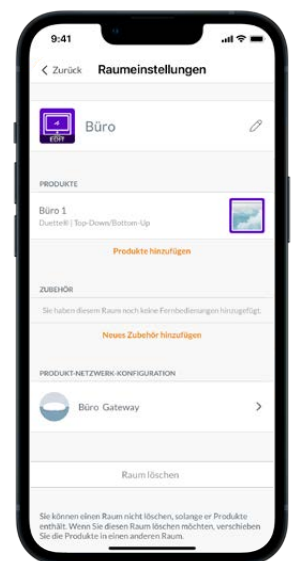 9:41
Zurück Raumeinstellungen
EDIT
Büro
PRODUKTE
Büro 1
Duette® | Top-Down/Bottom-Up
Produkte hinzufügen
ZUBEHÖR
Sie haben diesem Raum noch keine Fernbedienungen hinzugefügt.
Neues Zubehör hinzufügen
PRODUKT-NETZWERK-KONFIGURATION
Büro Gateway
Raum löschen
Sie können einen Raum nicht löschen, solange er Produkte
enthält. Wenn Sie diesen Raum löschen möchten, verschieben
Sie die Produkte in einen anderen Raum.